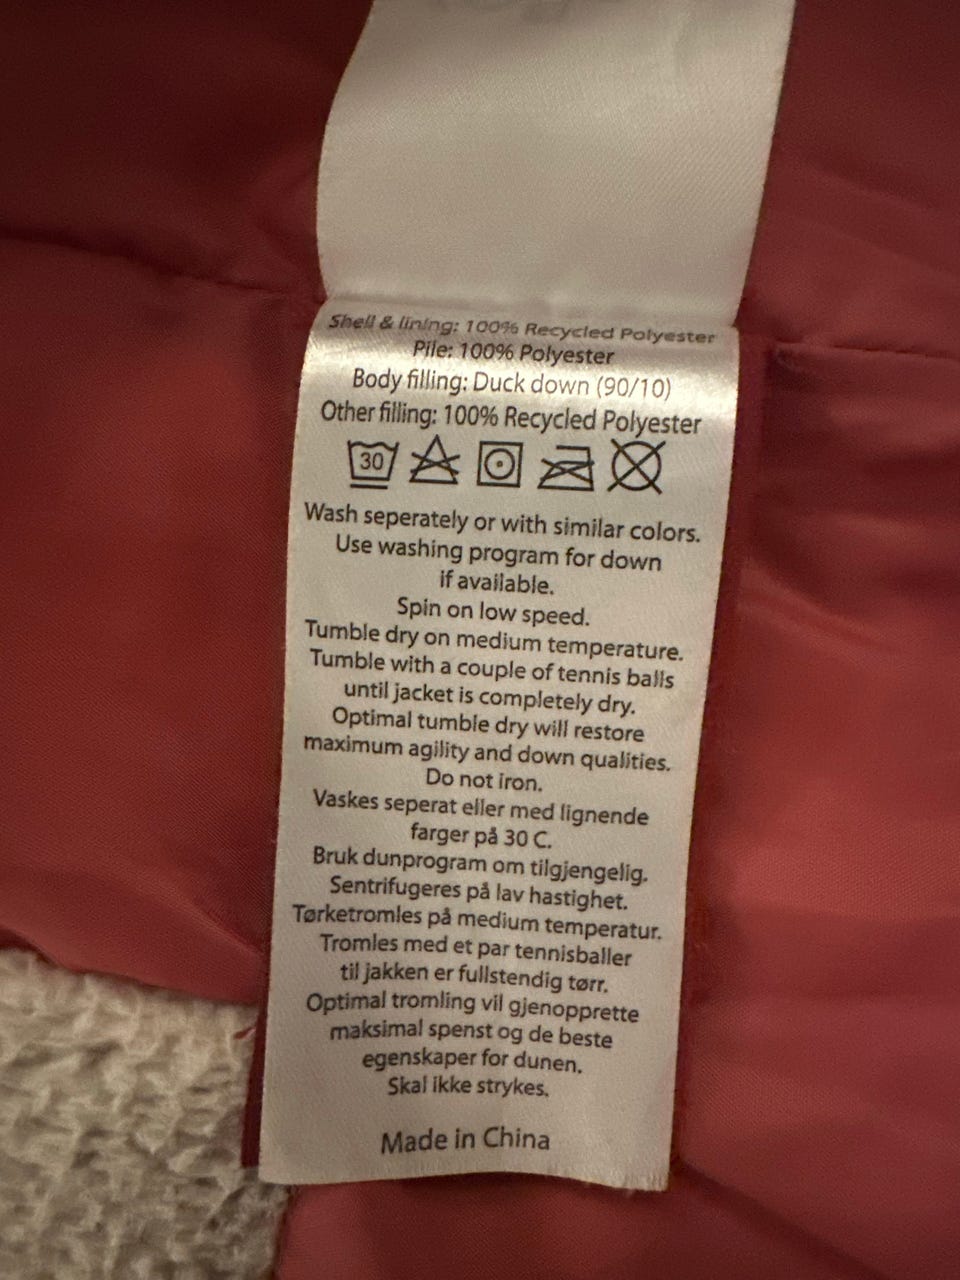 Shell & lining: 100% Recycled Polyester
Pile: 100% Polyester
Body filling: Duck down (90/10)
Other filling: 100% Recycled Polyester
30
Wash seperately or with similar colors.
Use washing program for down
if available.
Spin on low speed.
Tumble dry on medium temperature.
Tumble with a couple of tennis balls
until jacket is completely dry.
Optimal tumble dry will restore
maximum agility and down qualities.
Do not iron.
Vaskes seperat eller med lignende
farger på 30 C.
Bruk dunprogram om tilgjengelig.
Sentrifugeres på lav hastighet.
Tørketromles på medium temperatur.
Tromles med et par tennisballer
til jakken er fullstendig tørr.
Optimal tromling vil gjenopprette
maksimal spenst og de beste
egenskaper for dunen.
Skal ikke strykes.
Made in China